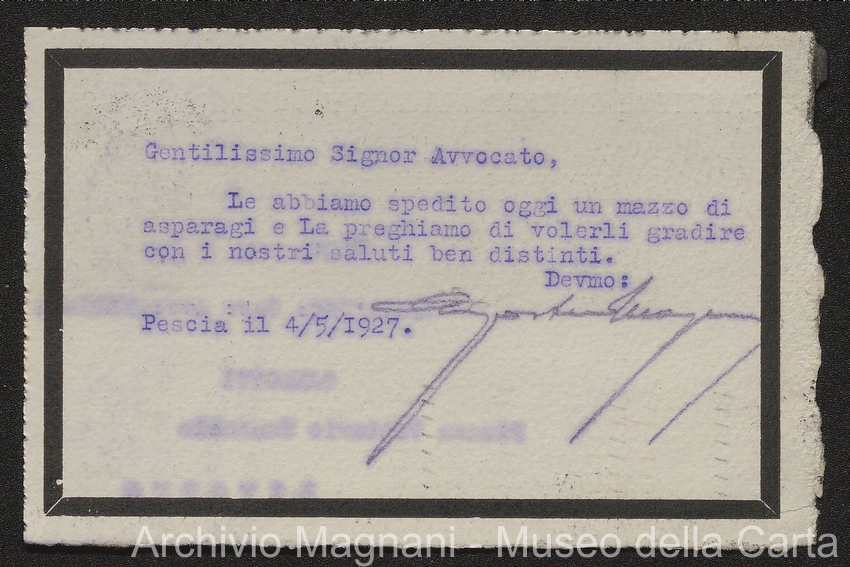 Gentilissimo Signor Avvocato,
Le abbiamo spedito oggi un mazzo di
asparagi e La preghiamo di volerli gradire
con i nostri saluti ben distinti.
Devmo:
Pescia il 4/5/1927.
Archivio Magnani - Museo della Carta